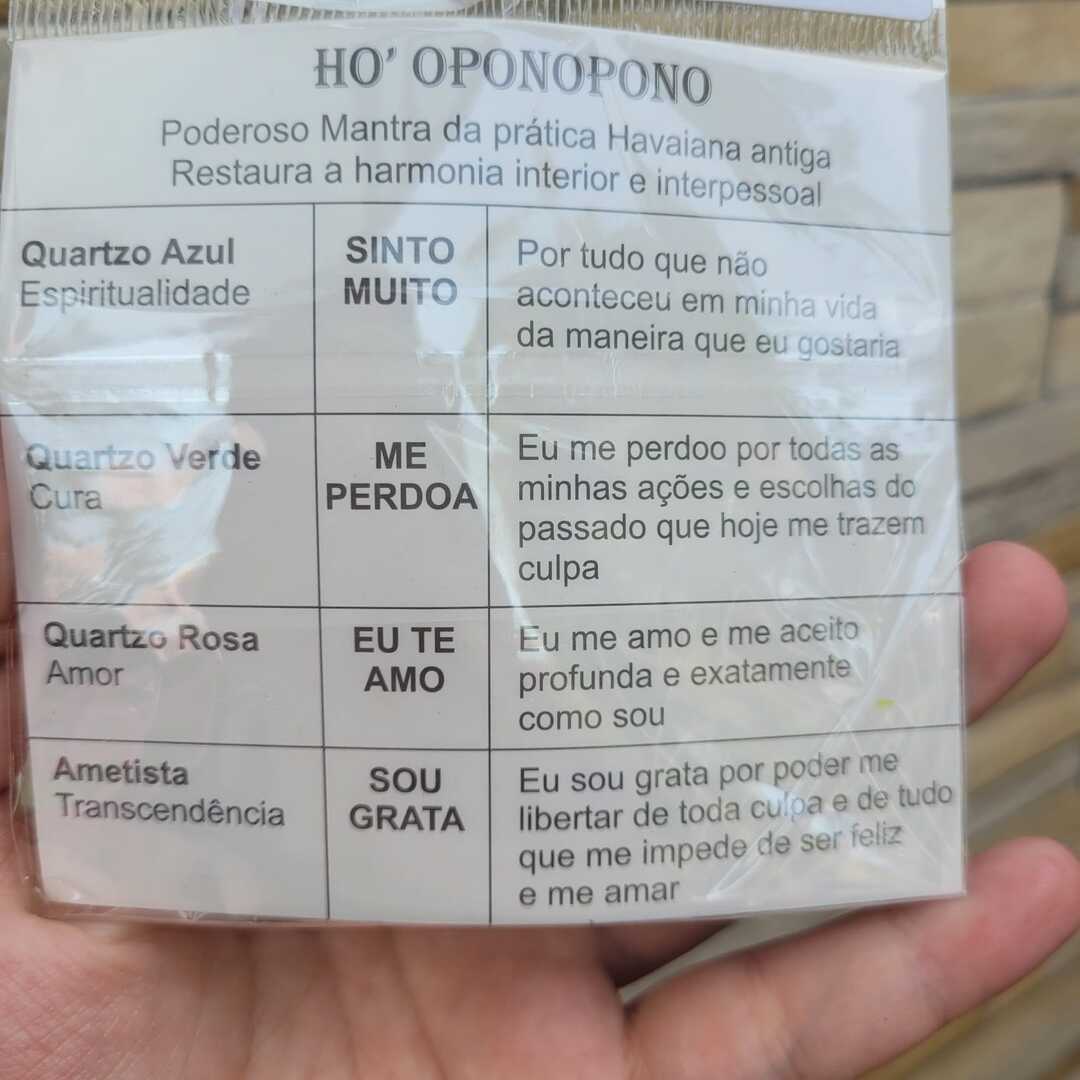 HO' OPONOPONO
Poderoso Mantra da prática Havaiana antiga
Restaura a harmonia interior e interpessoal
Quartzo Azul
Espiritualidade
SINTO
MUITO
Por tudo que não
aconteceu em minha vida
da maneira que eu gostaria
Quartzo Verde
Cura
ME
PERDOA
Eu me perdoo por todas as
minhas ações e escolhas do
passado que hoje me trazem
culpa
Quartzo Rosa
Amor
EU TE
AMO
Eu me amo e me aceito
profunda e exatamente
como sou
Ametista
Transcendência
SOU
GRATA
Eu sou grata por poder me
libertar de toda culpa e de tudo
que me impede de ser feliz
e me amar